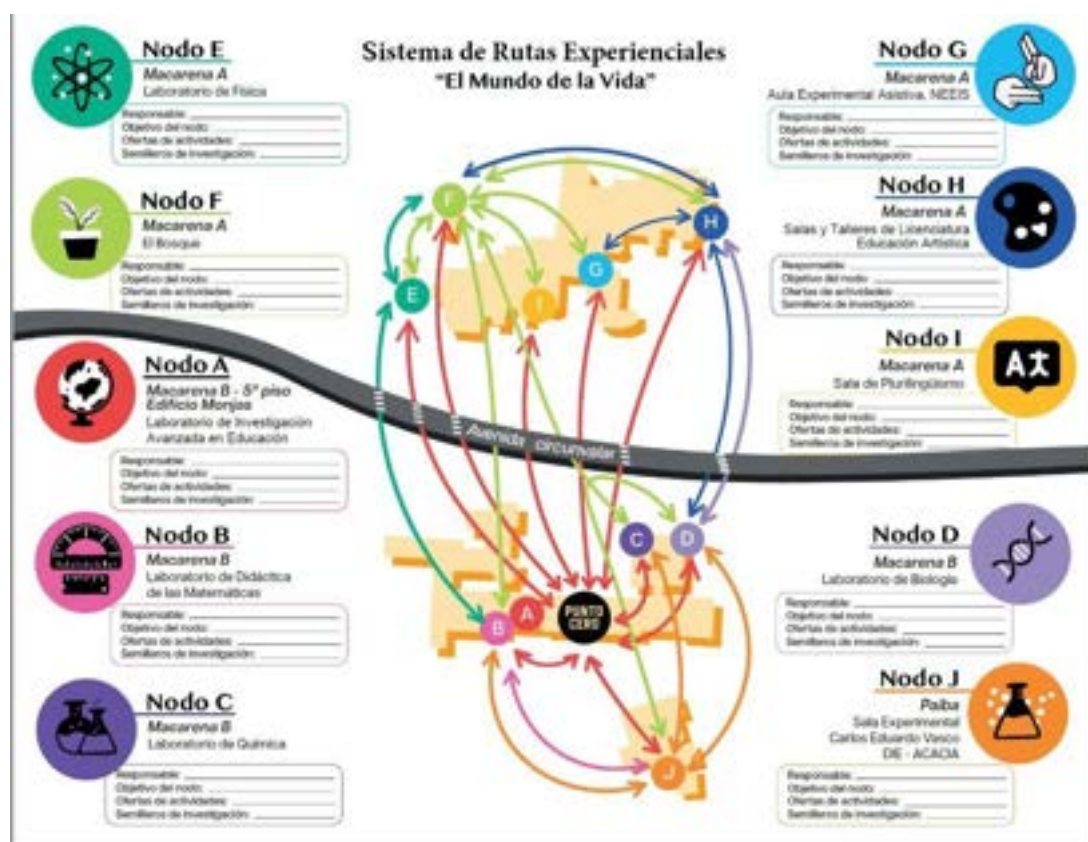 Sistema de Rutas Experienciales
"El Mundo de la Vida"
Nodo E
Macarena A
Laboratorio de Física
Responsable:
Objetivo del nodo:
Ofertas de actividades:
Semilleros de investigación:
Nodo F
Macarena A
El Bosque
Responsable:
Objetivo del nodo:
Ofertas de actividades:
Semilleros de investigación:
Nodo A
Macarena B - 5º piso
Edificio Monjas
Laboratorio de Investigación
Avanzada en Educación
Responsable:
Objetivo del nodo:
Ofertas de actividades:
Semilleros de investigación:
Nodo B
Macarena B
Laboratorio de Didáctica
de las Matemáticas
Responsable:
Objetivo del nodo:
Ofertas de actividades:
Semilleros de investigación:
Nodo C
Macarena B
Laboratorio de Química
Responsable:
Objetivo del nodo:
Ofertas de actividades:
Semilleros de investigación:
F
H
G
E
I
Avenida circunvalar
C
D
A
B
PUNTO
CERO
J
Nodo G
Macarena A
Aula Experimental Asistiva, NEEIS
Responsable:
Objetivo del nodo:
Ofertas de actividades:
Semilleros de investigación:
Nodo H
Macarena A
Salas y Talleres de Licenciatura
Educación Artística
Responsable:
Objetivo del nodo:
Ofertas de actividades:
Semilleros de investigación:
Nodo I
Macarena A
Sala de Plurilingüismo
A
Responsable:
Objetivo del nodo:
Ofertas de actividades:
Semilleros de investigación:
Nodo D
Macarena B
Laboratorio de Biología
Responsable:
Objetivo del nodo:
Ofertas de actividades:
Semilleros de investigación:
Nodo J
Paiba
Sala Experimental
Carlos Eduardo Vasco
DIE - ACACIA
Responsable:
Objetivo del nodo:
Ofertas de actividades:
Semilleros de investigación: